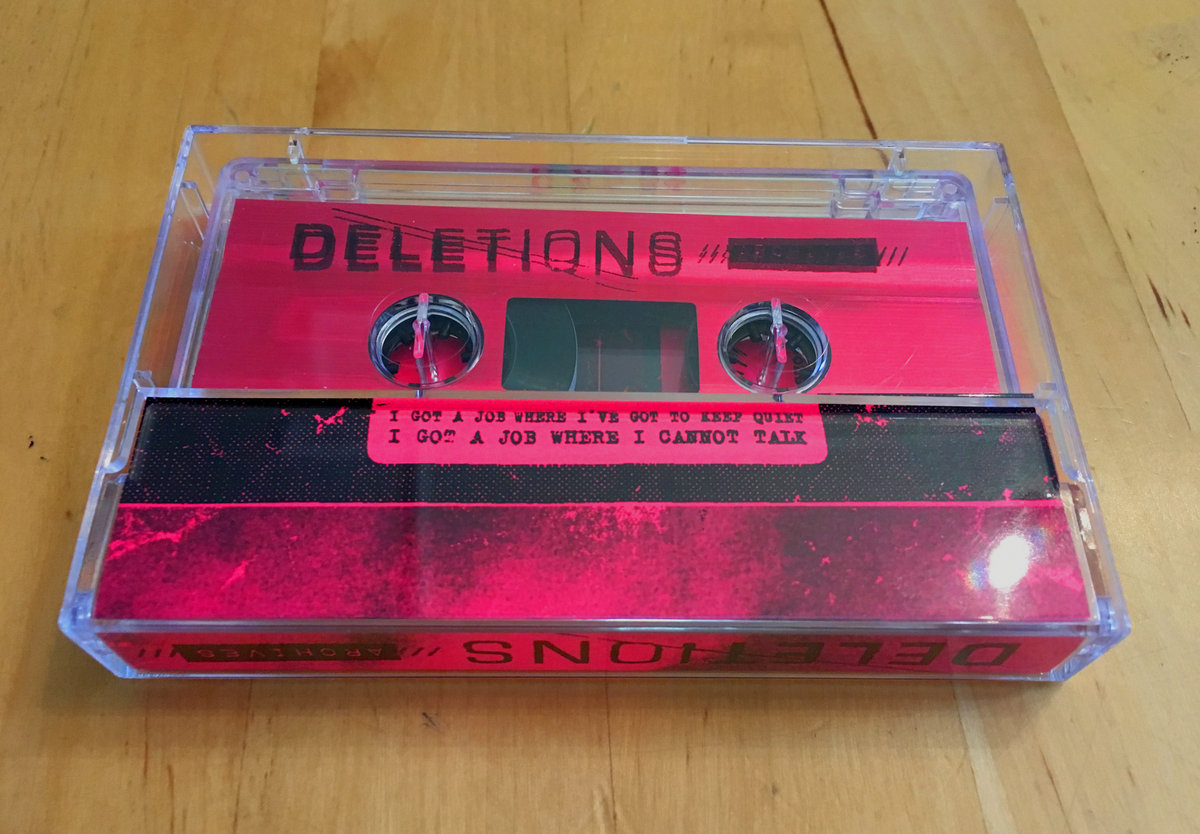 DELETIONS
I GOT A JOB WHERE I'VE GOT TO KEEP QUIET
I GOT A JOB WHERE I CANNOT TALK
DELETIONS /// ARCHIVES ///